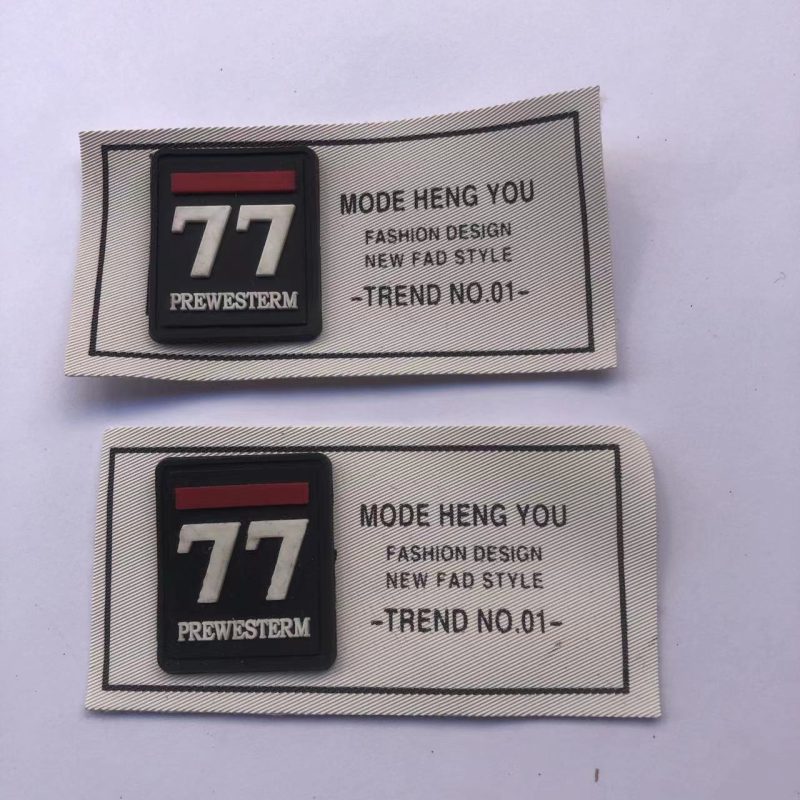 77
PREWESTERM
MODE HENG YOU
FASHION DESIGN
NEW FAD STYLE
-TREND NO.01-
77
PREWESTERM
MODE HENG YOU
FASHION DESIGN
NEW FAD STYLE
-TREND NO.01-